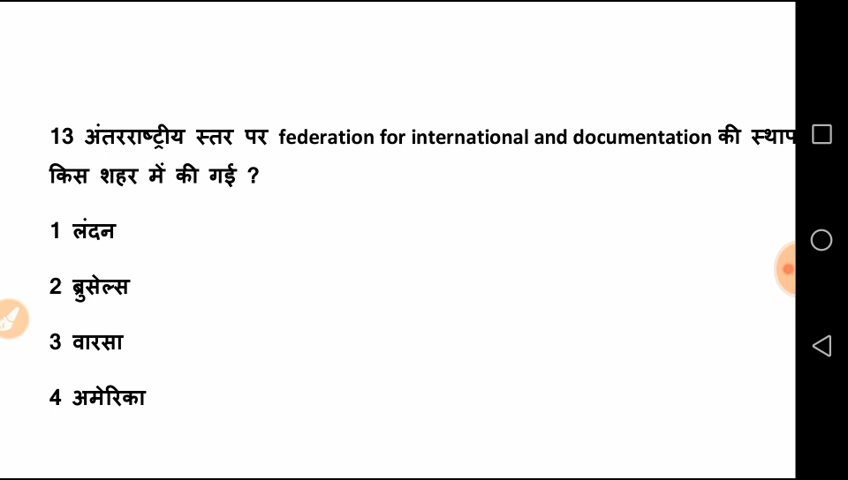 13 अंतरराष्ट्रीय स्तर पर federation for international and documentation की स्थाप
किस शहर में की गई ?
1 लंदन
2 ब्रुसेल्स
3 वारसा
4 अमेरिका